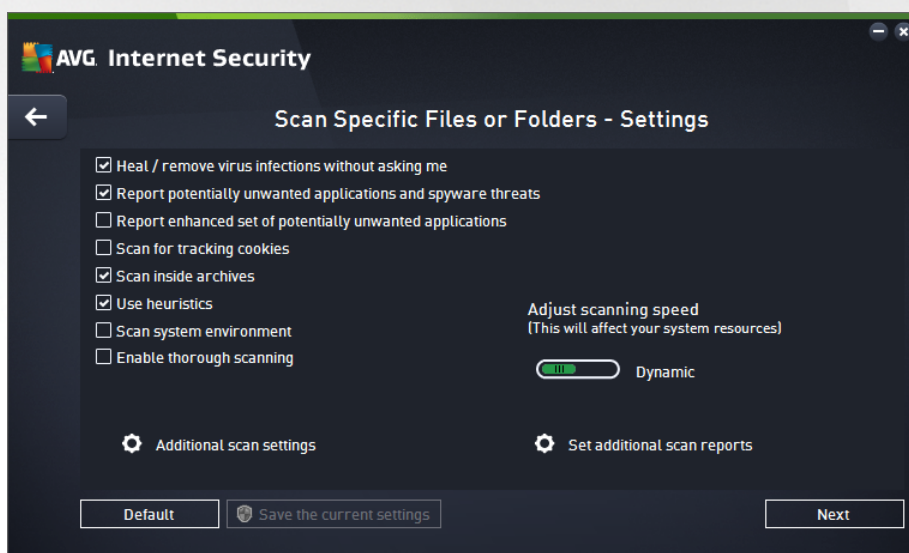 AVG. Internet Security
Scan Specific Files or Folders - Settings
Heal / remove virus infections without asking me
Report potentially unwanted applications and spyware threats
Report enhanced set of potentially unwanted applications
Scan for tracking cookies
Scan inside archives
Use heuristics
Scan system environment
Enable thorough scanning
Adjust scanning speed
(This will affect your system resources)
Dynamic
Additional scan settings
Set additional scan reports
Default
Save the current settings
Next